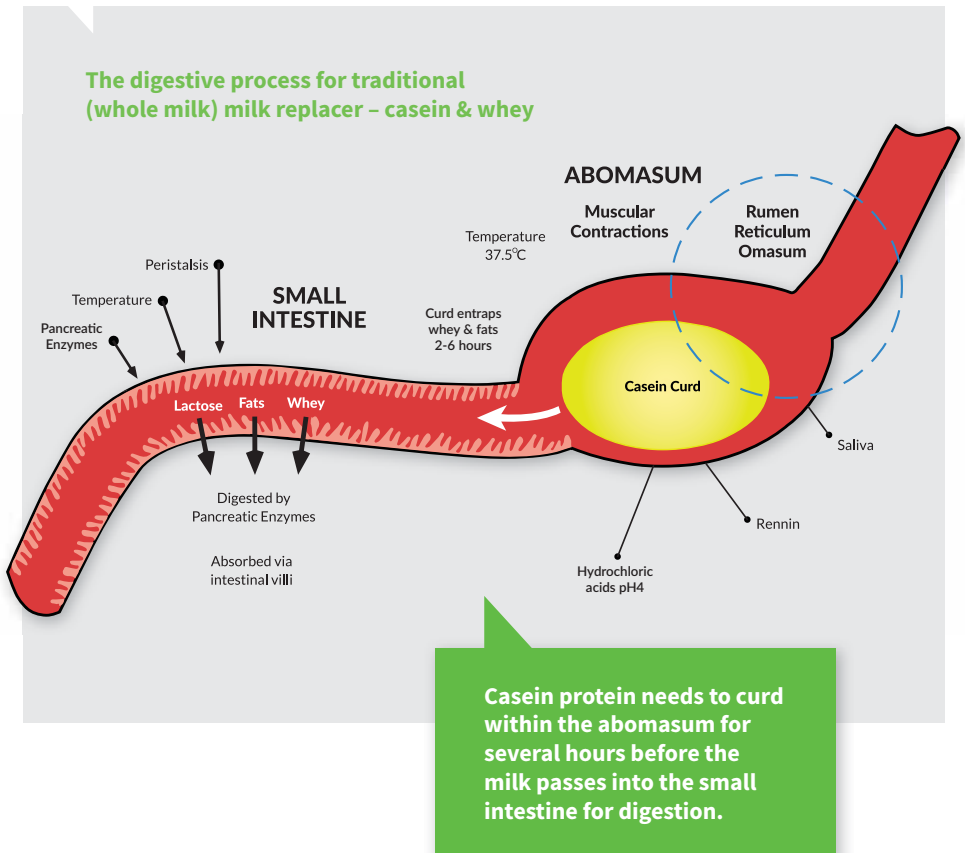 The digestive process for traditional
(whole milk) milk replacer – casein & whey
ABOMASUM
Muscular
Contractions
Rumen
Reticulum
Omasum
Temperature
37.5°C
Peristalsis
Temperature
Pancreatic
Enzymes
SMALL
INTESTINE
Curd entraps
whey & fats
2-6 hours
Casein Curd
Lactose
Fats
Whey
Saliva
Rennin
Hydrochloric
acids pH4
Digested by
Pancreatic Enzymes
Absorbed via
intestinal villi
Casein protein needs to curd
within the abomasum for
several hours before the
milk passes into the small
intestine for digestion.